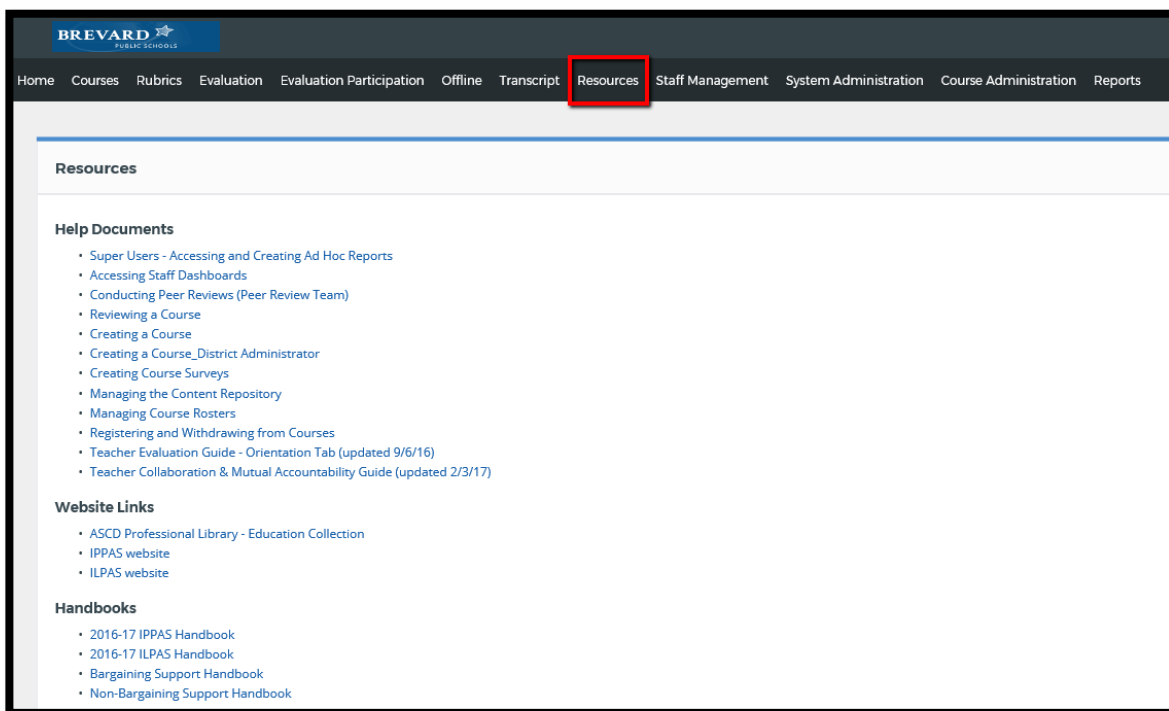 BREVARD
PUBLIC SCHOOLS
Home Courses Rubrics Evaluation Evaluation Participation Offline Transcript Resources Staff Management System Administration Course Administration Reports
Resources
Help Documents
• Super Users - Accessing and Creating Ad Hoc Reports
• Accessing Staff Dashboards
• Conducting Peer Reviews (Peer Review Team)
• Reviewing a Course
• Creating a Course
• Creating a Course_District Administrator
• Creating Course Surveys
• Managing the Content Repository
• Managing Course Rosters
• Registering and Withdrawing from Courses
• Teacher Evaluation Guide - Orientation Tab (updated 9/6/16)
• Teacher Collaboration & Mutual Accountability Guide (updated 2/3/17)
Website Links
• ASCD Professional Library - Education Collection
• IPPAS website
• ILPAS website
Handbooks
• 2016-17 IPPAS Handbook
• 2016-17 ILPAS Handbook
• Bargaining Support Handbook
• Non-Bargaining Support Handbook